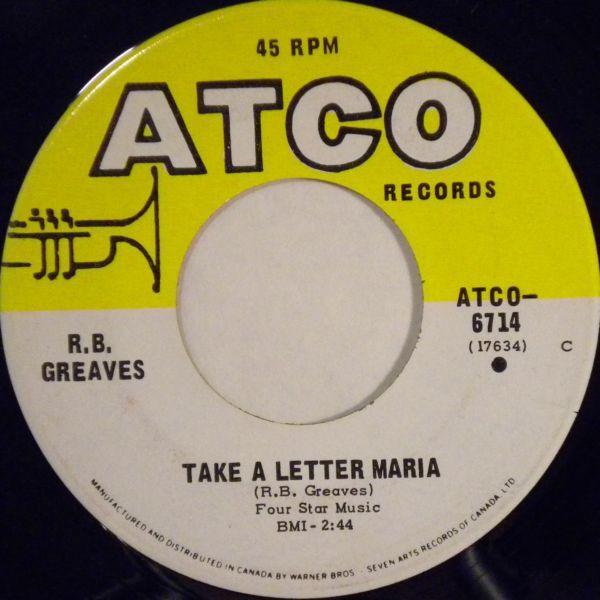 45 RPM
ATCO
RECORDS
ATCO–
6714
(17634) C
R.B.
GREAVES
TAKE A LETTER MARIA
(R.B. Greaves)
Four Star Music
BMI - 2:44
MANUFACTURED AND DISTRIBUTED IN CANADA BY WARNER BROS - SEVEN ARTS RECORDS OF CANADA, LTD